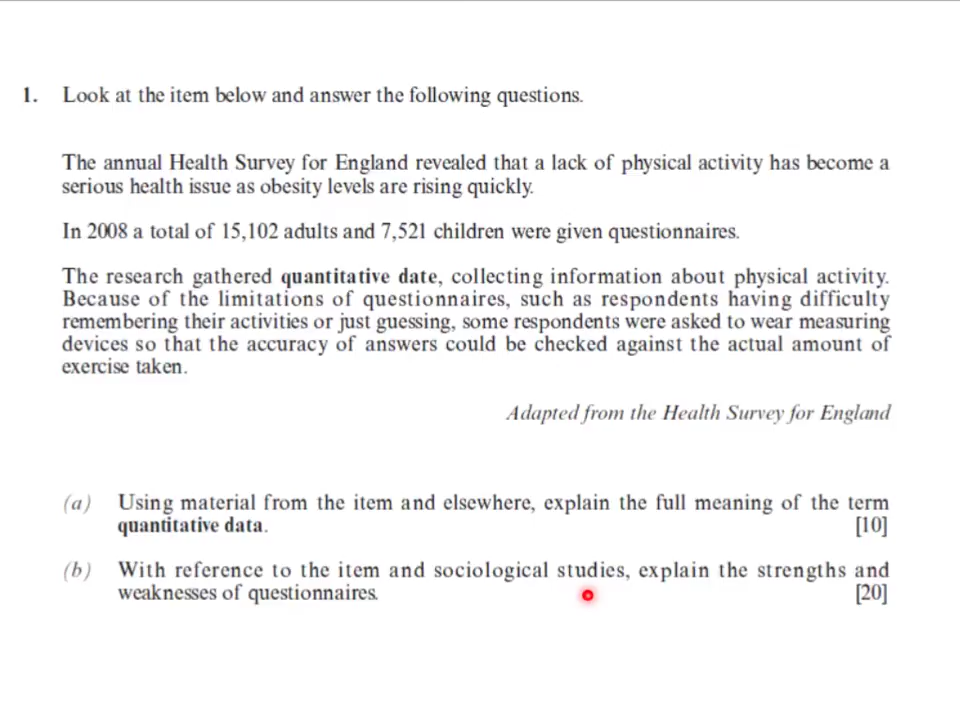 1. Look at the item below and answer the following questions.
The annual Health Survey for England revealed that a lack of physical activity has become a
serious health issue as obesity levels are rising quickly.
In 2008 a total of 15,102 adults and 7,521 children were given questionnaires.
The research gathered quantitative date, collecting information about physical activity.
Because of the limitations of questionnaires, such as respondents having difficulty
remembering their activities or just guessing, some respondents were asked to wear measuring
devices so that the accuracy of answers could be checked against the actual amount of
exercise taken.
Adapted from the Health Survey for England
(a) Using material from the item and elsewhere, explain the full meaning of the term
quantitative data. [10]
(b) With reference to the item and sociological studies, explain the strengths and
weaknesses of questionnaires. [20]